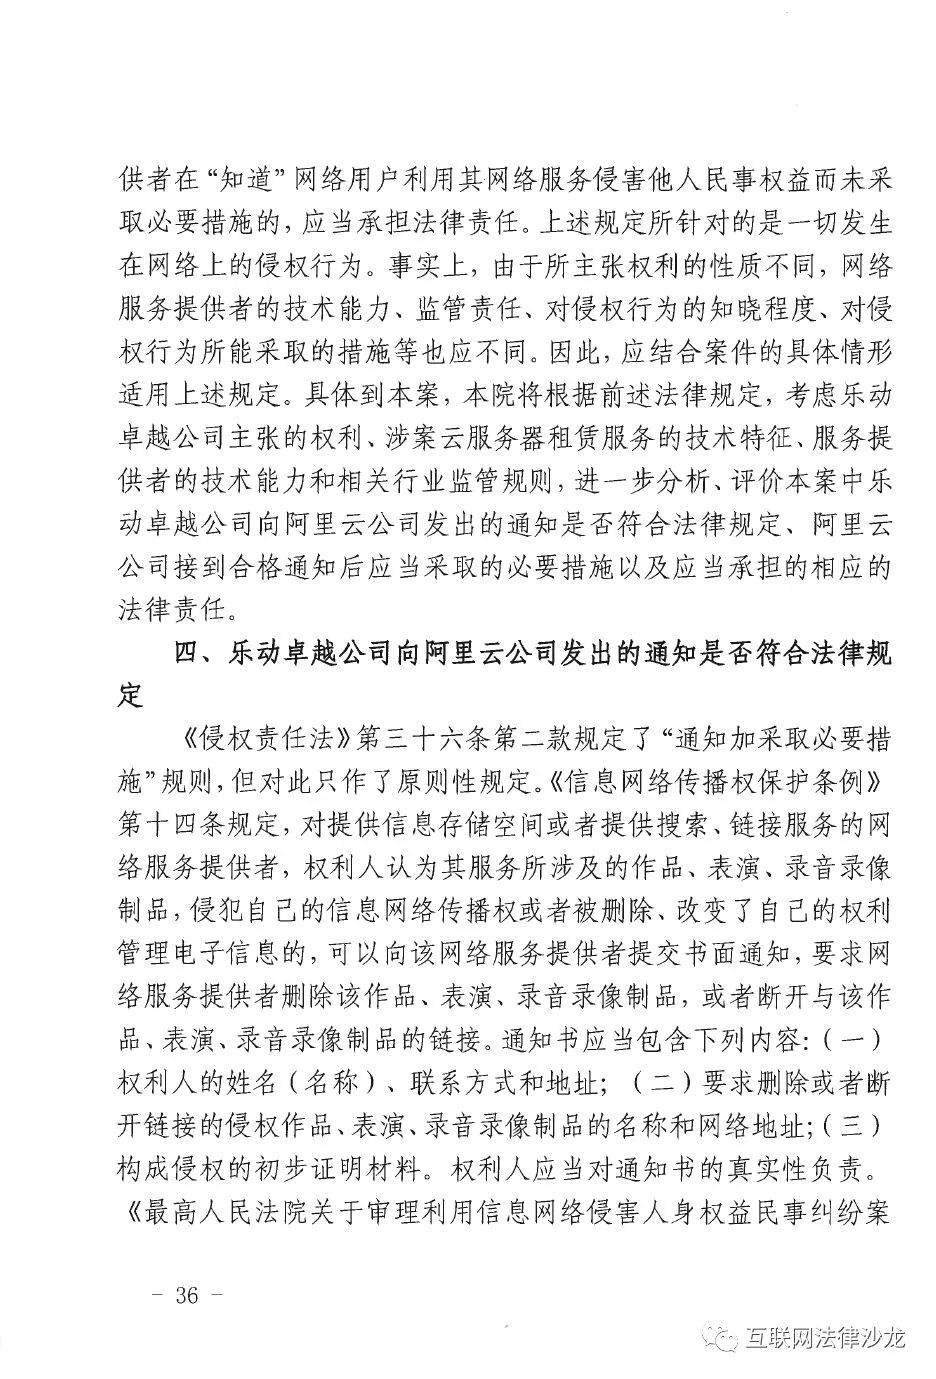 供者在“知道”网络用户利用其网络服务侵害他人民事权益而未采
取必要措施的，应当承担法律责任。上述规定所针对的是一切发生
在网络上的侵权行为。事实上，由于所主张权利的性质不同，网络
服务提供者的技术能力、监管责任、对侵权行为的知晓程度、对侵
权行为所能采取的措施等也应不同。因此，应结合案件的具体情形
适用上述规定。具体到本案，本院将根据前述法律规定，考虑乐动
卓越公司主张的权利、涉案云服务器租赁服务的技术特征、服务提
供者的技术能力和相关行业监管规则，进一步分析、评价本案中乐
动卓越公司向阿里云公司发出的通知是否符合法律规定、阿里云
公司接到合格通知后应当采取的必要措施以及应当承担的相应的
法律责任。
四、乐动卓越公司向阿里云公司发出的通知是否符合法律规
定
《侵权责任法》第三十六条第二款规定了“通知加采取必要措
施”规则，但对此只作了原则性规定。《信息网络传播权保护条例》
第十四条规定，对提供信息存储空间或者提供搜索、链接服务的网
络服务提供者，权利人认为其服务所涉及的作品、表演、录音录像
制品，侵犯自己的信息网络传播权或者被删除、改变了自己的权利
管理电子信息的，可以向该网络服务提供者提交书面通知，要求网
络服务提供者删除该作品、表演、录音录像制品，或者断开与该作
品、表演、录音录像制品的链接。通知书应当包含下列内容：（一）
权利人的姓名（名称）、联系方式和地址；（二）要求删除或者断
开链接的侵权作品、表演、录音录像制品的名称和网络地址；（三）
构成侵权的初步证明材料。权利人应当对通知书的真实性负责。
《最高人民法院关于审理利用信息网络侵害人身权益民事纠纷案
- 36 -
互联网法律沙龙